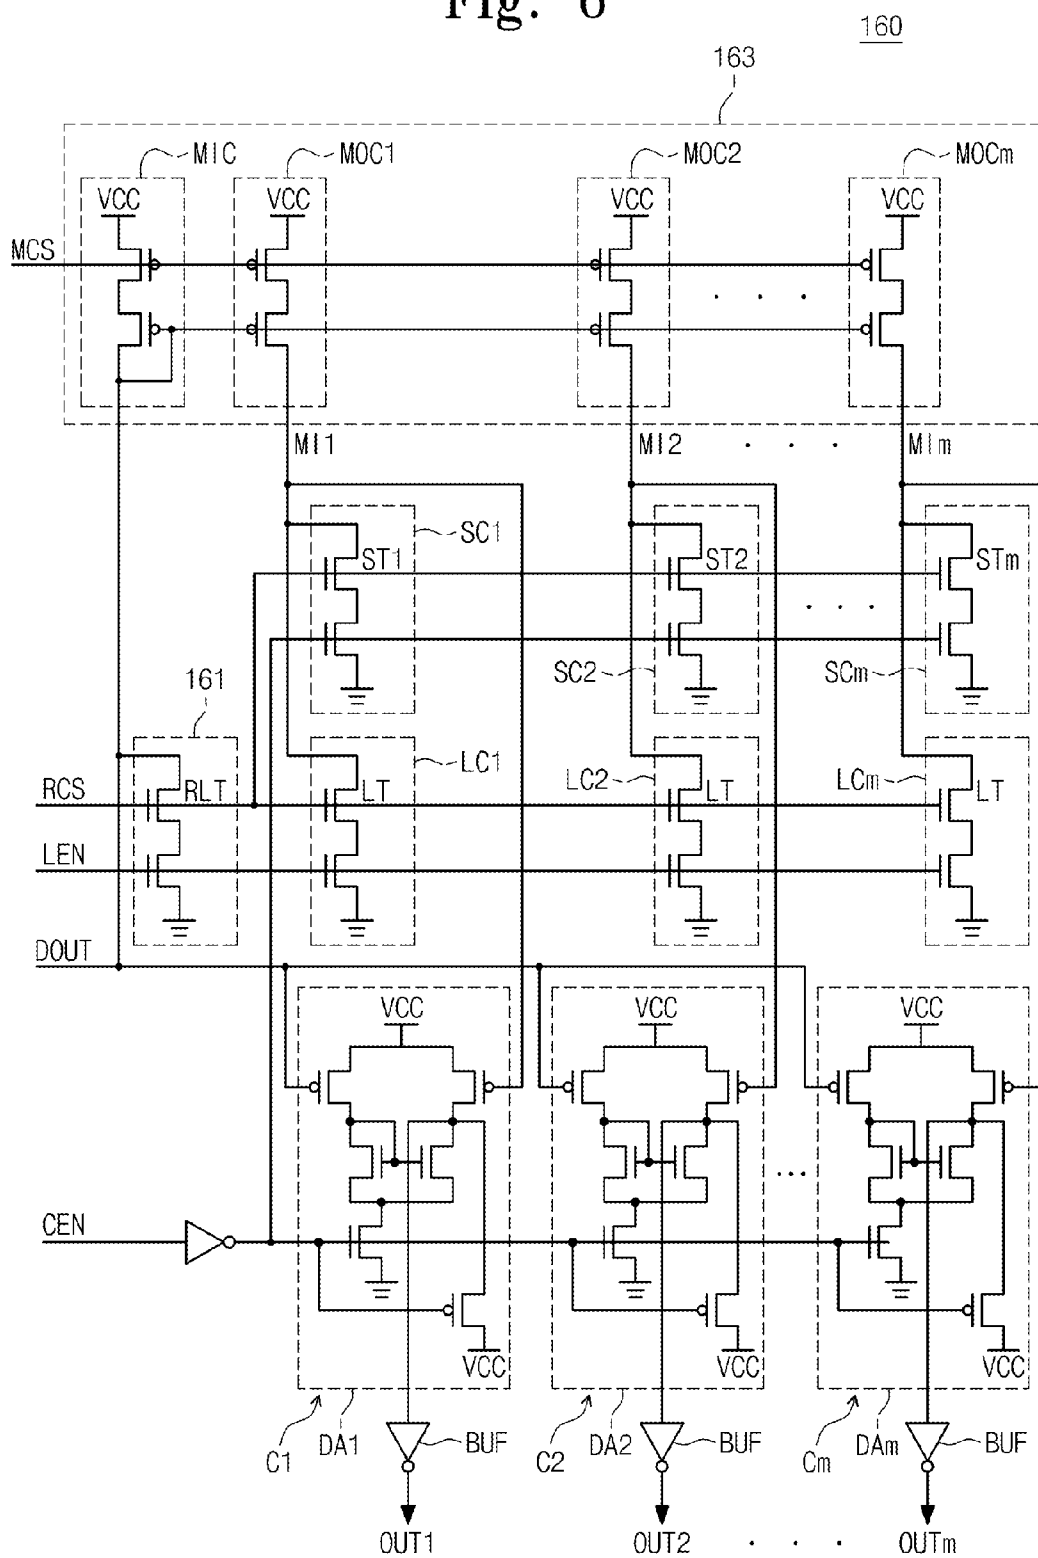 Fig. 6
160
163
MIC MOC1 MOC2 MOCm
VCC VCC VCC VCC
MCS
. . .
MI1 MI2 . . . MIm
SC1
ST1 ST2 STm
. . .
SC2 SCm
161
LC1
LC2 LCm
RCS RLT LT LT LT
LEN
DOUT
VCC VCC VCC
...
CEN
VCC VCC VCC
C1 DA1 BUF C2 DA2 BUF Cm DAm BUF
OUT1 OUT2 . . . OUTm